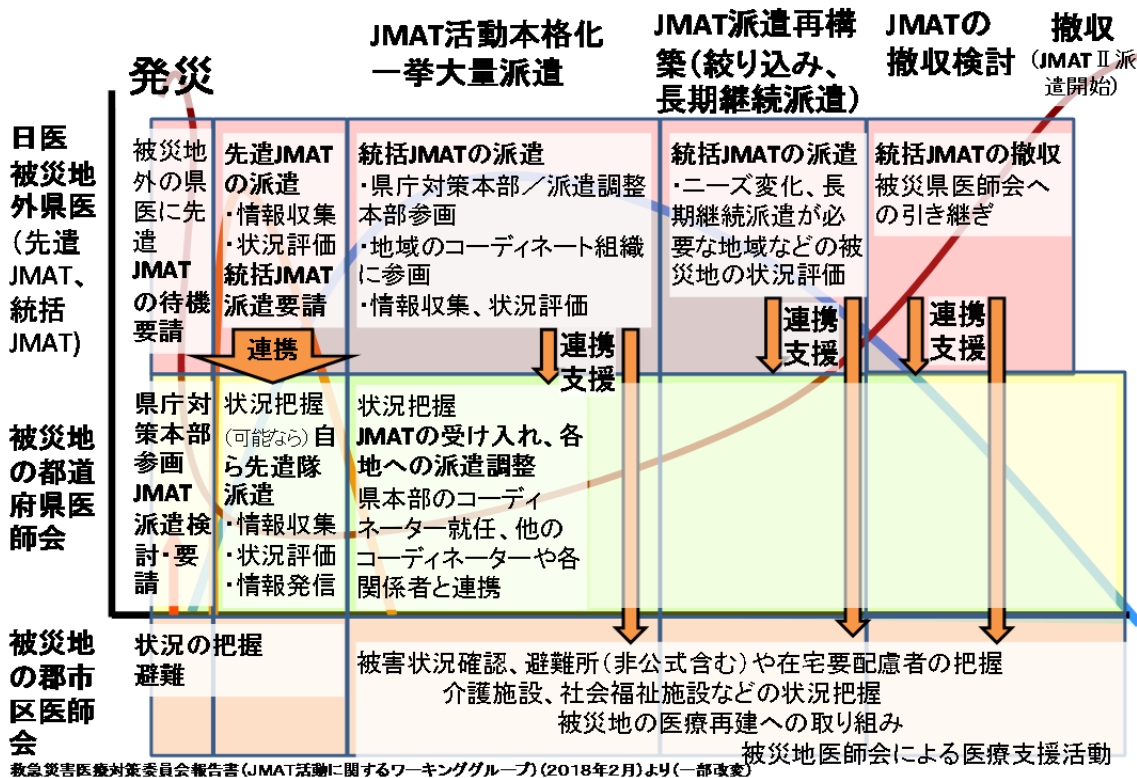 発災
JMAT活動本格化
一挙大量派遣
JMAT派遣再構
築(絞り込み、
長期継続派遣)
JMATの
撤収検討
撤収
(JMATⅡ派
遣開始)
日医
被災地
外県医
(先遣
JMAT、
統括
JMAT)
被災地
外の県
医に先
遣
JMAT
の待機
要請
先遣JMAT
の派遣
・情報収集
・状況評価
統括JMAT
派遣要請
統括JMATの派遣
・県庁対策本部/派遣調整
本部参画
・地域のコーディネート組織
に参画
・情報収集、状況評価
統括JMATの派遣
・ニーズ変化、長
期継続派遣が必
要な地域などの被
災地の状況評価
統括JMATの撤収
被災県医師会へ
の引き継ぎ
連携
連携
支援
連携
支援
連携
支援
被災地
の都道
府県医
師会
県庁対
策本部
参画
JMAT
派遣検
討・要
請
状況把握
(可能なら)自
ら先遣隊
派遣
・情報収集
・状況評価
・情報発信
状況把握
JMATの受け入れ、各
地への派遣調整
県本部のコーディ
ネーター就任、他の
コーディネーターや各
関係者と連携
被災地
の郡市
区医師
会
状況の把握
避難
被害状況確認、避難所(非公式含む)や在宅要配慮者の把握
介護施設、社会福祉施設などの状況把握
被災地の医療再建への取り組み
被災地医師会による医療支援活動
救急災害医療対策委員会報告書(JMAT活動に関するワーキンググループ)(2018年2月)より(一部改変)